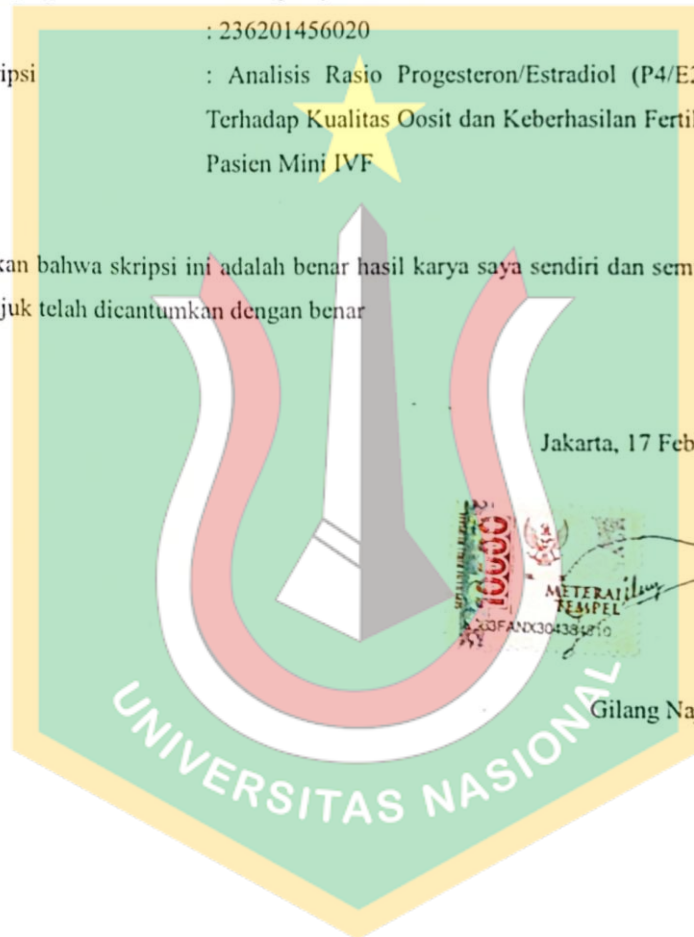 : 236201456020
ipsi : Analisis Rasio Progesteron/Estradiol (P4/E2
Terhadap Kualitas Oosit dan Keberhasilan Fertil
Pasien Mini IVF
kan bahwa skripsi ini adalah benar hasil karya saya sendiri dan sem
juk telah dicantumkan dengan benar
Jakarta, 17 Feb
10000
METERAI
TEMPEL
Gilang Na
UNIVERSITAS NASIONAL